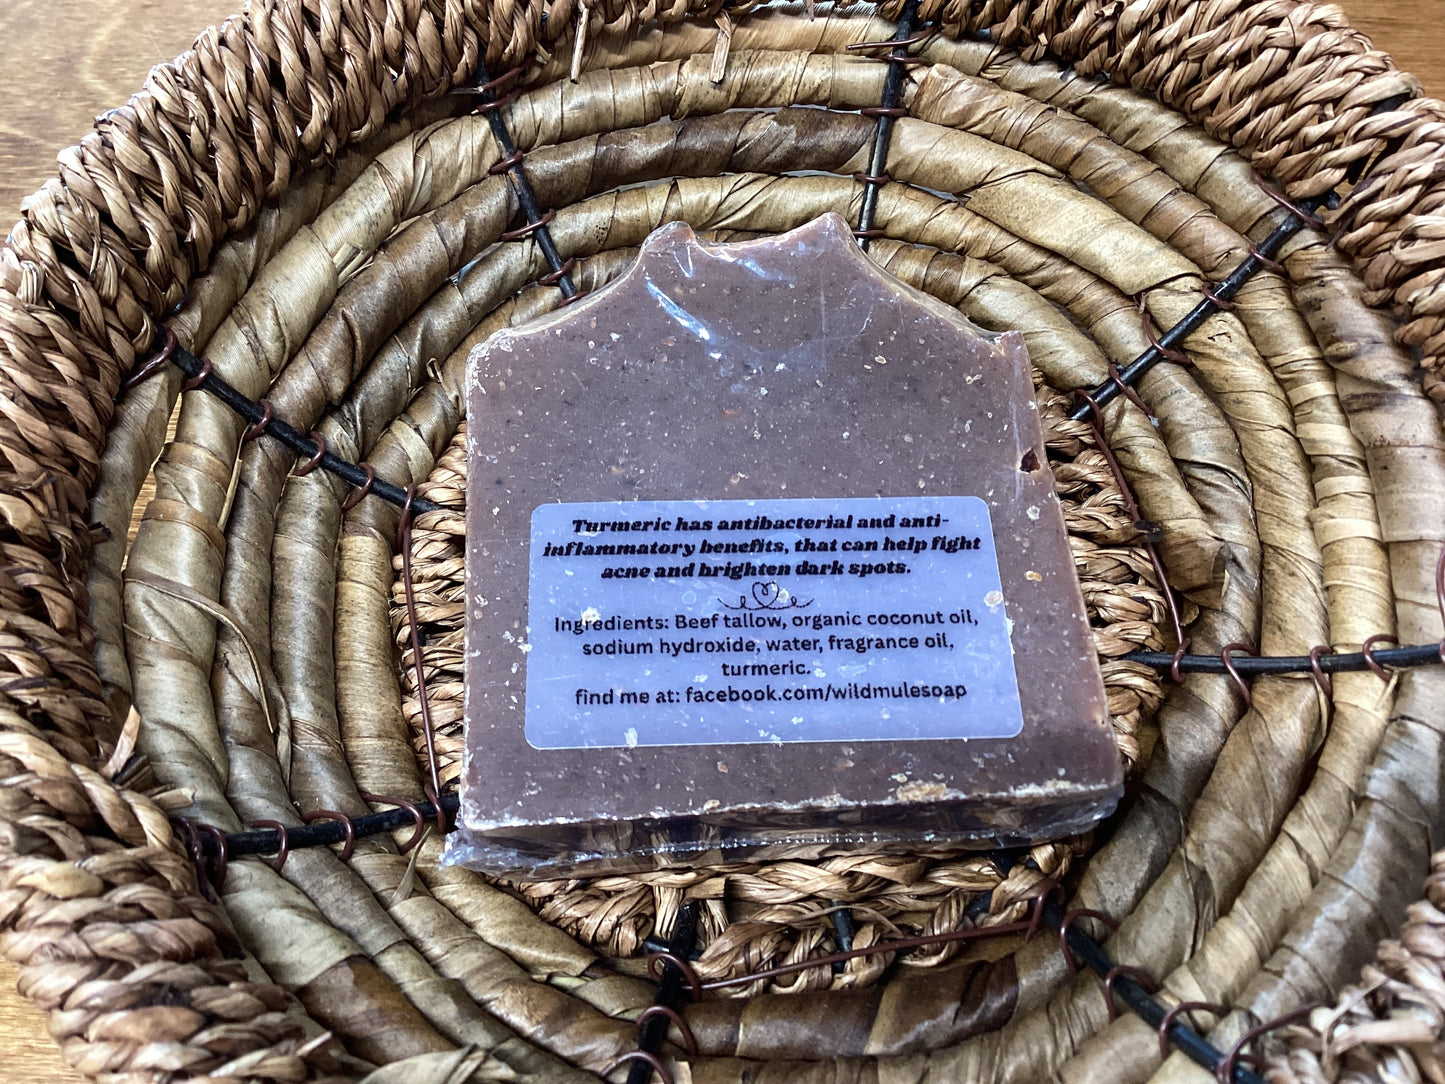 Turmeric has antibacterial and anti-
inflammatory benefits, that can help fight
acne and brighten dark spots.
Ingredients: Beef tallow, organic coconut oil,
sodium hydroxide, water, fragrance oil,
turmeric.
find me at: facebook.com/wildmulesoap